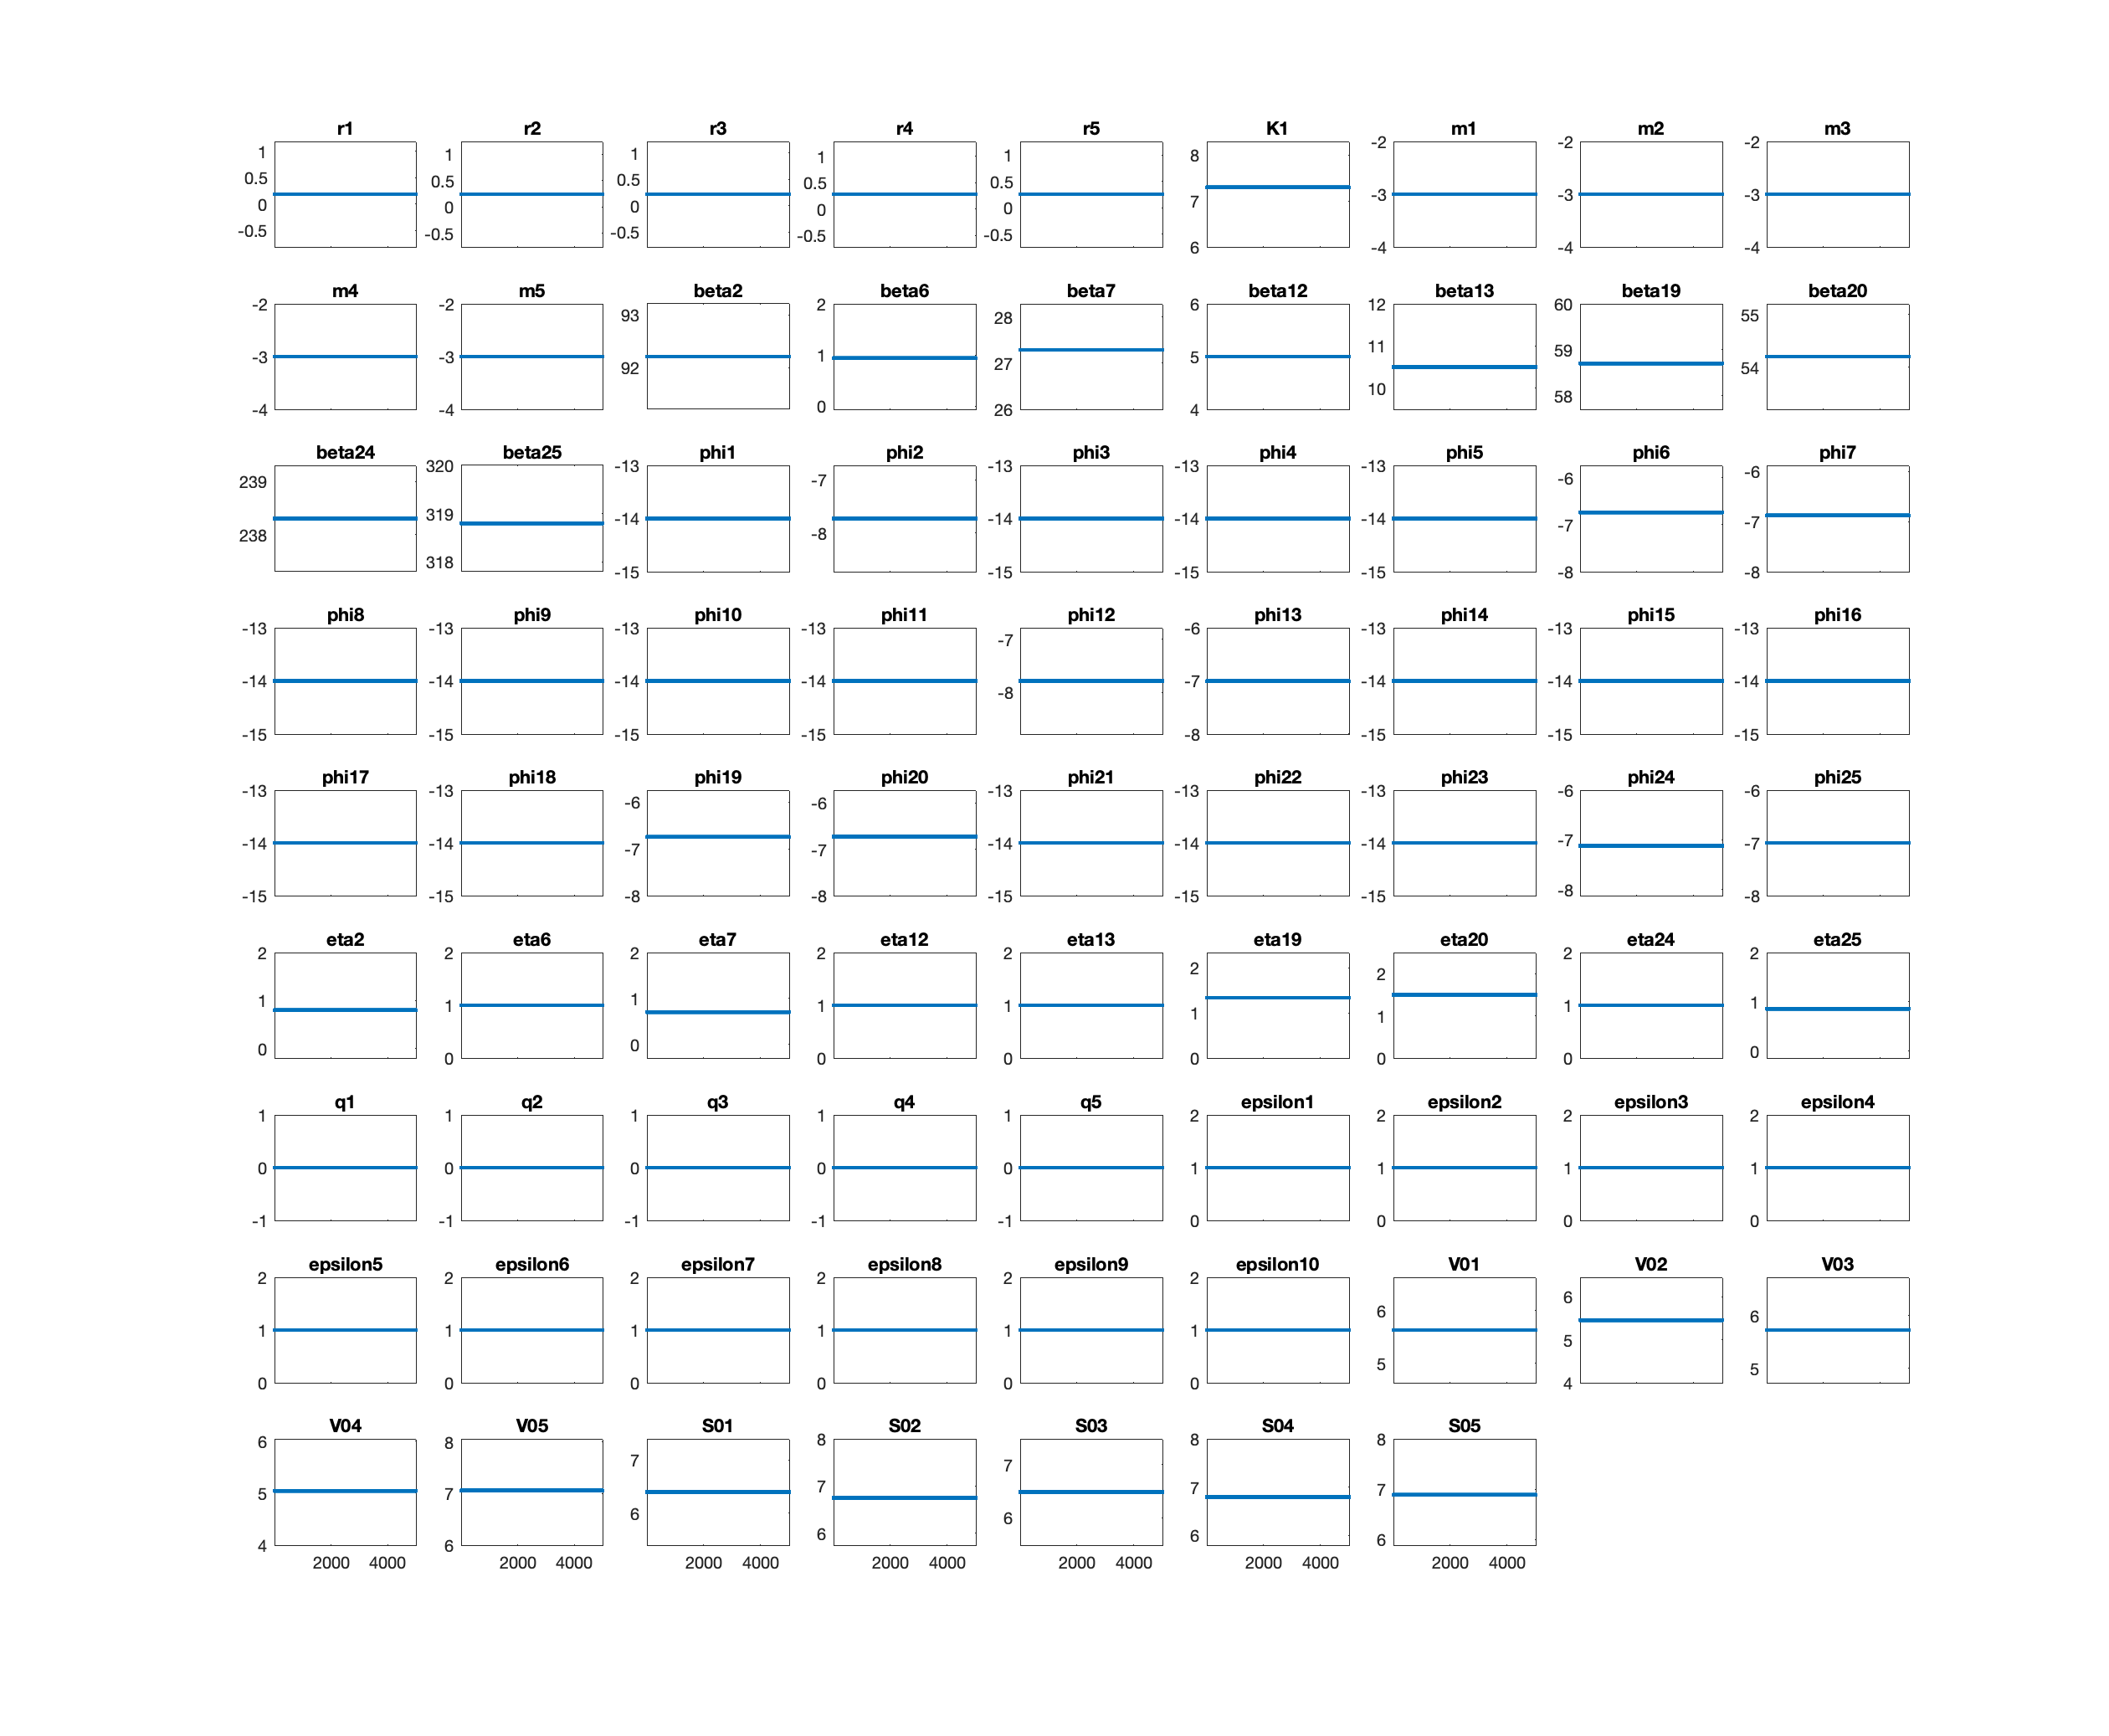 r1 r2 r3 r4 r5 K1 m1 m2 m3
1 0.5 0 -0.5 1 0.5 0 -0.5 1 0.5 0 -0.5 1 0.5 0 -0.5 1 0.5 0 -0.5 8 7 6 -2 -3 -4 -2 -3 -4 -2 -3 -4
m4 m5 beta2 beta6 beta7 beta12 beta13 beta19 beta20
-2 -3 -4 -2 -3 -4 93 92 2 1 0 28 27 26 6 5 4 12 11 10 60 59 58 55 54
beta24 beta25 phi1 phi2 phi3 phi4 phi5 phi6 phi7
239 238 320 319 318 -13 -14 -15 -7 -8 -13 -14 -15 -13 -14 -15 -13 -14 -15 -6 -7 -8 -6 -7 -8
phi8 phi9 phi10 phi11 phi12 phi13 phi14 phi15 phi16
-13 -14 -15 -13 -14 -15 -13 -14 -15 -13 -14 -15 -7 -8 -6 -7 -8 -13 -14 -15 -13 -14 -15 -13 -14 -15
phi17 phi18 phi19 phi20 phi21 phi22 phi23 phi24 phi25
-13 -14 -15 -13 -14 -15 -6 -7 -8 -6 -7 -8 -13 -14 -15 -13 -14 -15 -13 -14 -15 -6 -7 -8 -6 -7 -8
eta2 eta6 eta7 eta12 eta13 eta19 eta20 eta24 eta25
2 1 0 2 1 0 2 1 0 2 1 0 2 1 0 2 1 0 2 1 0 2 1 0 2 1 0
q1 q2 q3 q4 q5 epsilon1 epsilon2 epsilon3 epsilon4
1 0 -1 1 0 -1 1 0 -1 1 0 -1 1 0 -1 2 1 0 2 1 0 2 1 0 2 1 0
epsilon5 epsilon6 epsilon7 epsilon8 epsilon9 epsilon10 V01 V02 V03
2 1 0 2 1 0 2 1 0 2 1 0 2 1 0 2 1 0 6 5 6 5 4 6 5
V04 V05 S01 S02 S03 S04 S05
6 5 4 8 7 6 7 6 8 7 6 7 6 8 7 6 8 7 6
2000 4000 2000 4000 2000 4000 2000 4000 2000 4000 2000 4000 2000 4000